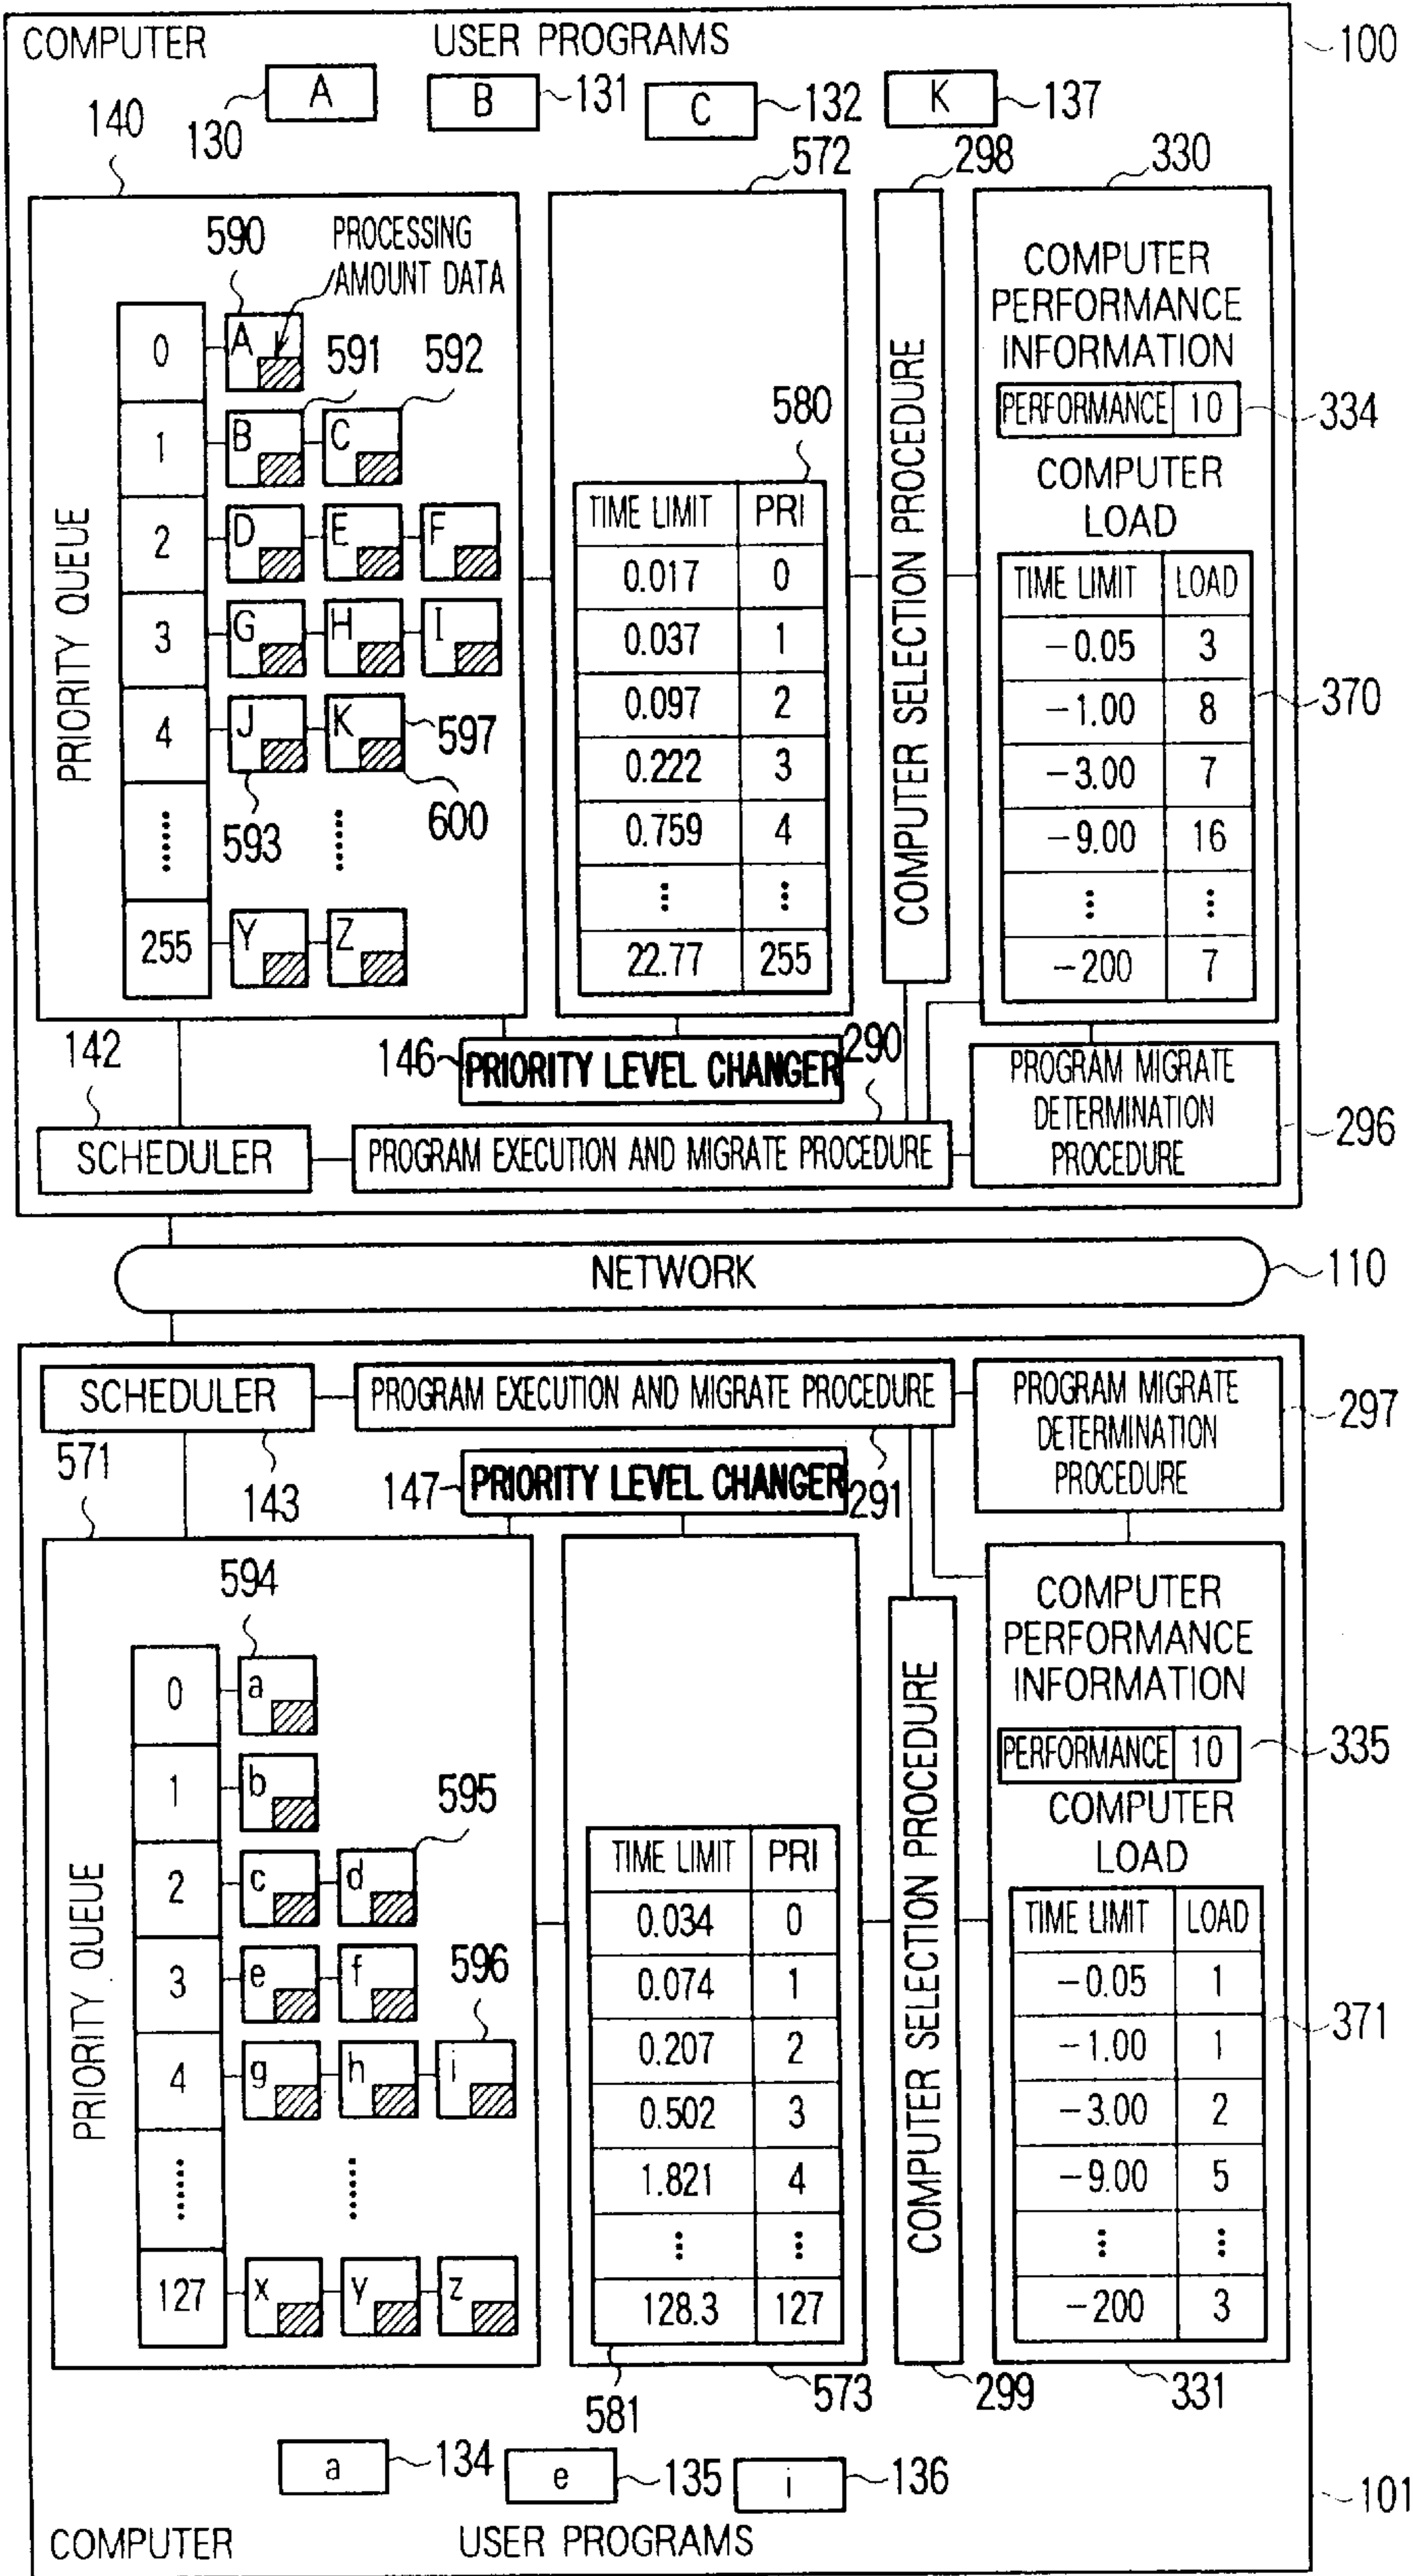 COMPUTER USER PROGRAMS 100
A B C K
130 131 132 137
140 572 298 330
590 PROCESSING
AMOUNT DATA
591 592
PRIORITY QUEUE
0 A
1 B C
2 D E F
3 G H I
4 J K
597
593 600
......
255 Y Z
580
TIME LIMIT PRI
0.017 0
0.037 1
0.097 2
0.222 3
0.759 4
... ...
22.77 255
COMPUTER SELECTION PROCEDURE
COMPUTER
PERFORMANCE
INFORMATION
PERFORMANCE 10 334
COMPUTER
LOAD
TIME LIMIT LOAD
-0.05 3
-1.00 8
-3.00 7
-9.00 16
... ...
-200 7
370
142 146 PRIORITY LEVEL CHANGER 290
SCHEDULER PROGRAM EXECUTION AND MIGRATE PROCEDURE
PROGRAM MIGRATE
DETERMINATION
PROCEDURE
296
NETWORK 110
SCHEDULER PROGRAM EXECUTION AND MIGRATE PROCEDURE
PROGRAM MIGRATE
DETERMINATION
PROCEDURE
297
571 143 147 PRIORITY LEVEL CHANGER 291
594
PRIORITY QUEUE
0 a
1 b
595
2 c d
3 e f
596
4 g h i
......
127 x y z
TIME LIMIT PRI
0.034 0
0.074 1
0.207 2
0.502 3
1.821 4
... ...
128.3 127
COMPUTER SELECTION PROCEDURE
COMPUTER
PERFORMANCE
INFORMATION
PERFORMANCE 10 335
COMPUTER
LOAD
TIME LIMIT LOAD
-0.05 1
-1.00 1
-3.00 2
-9.00 5
... ...
-200 3
371
581 573 299 331
a 134 e 135 i 136
101
COMPUTER USER PROGRAMS